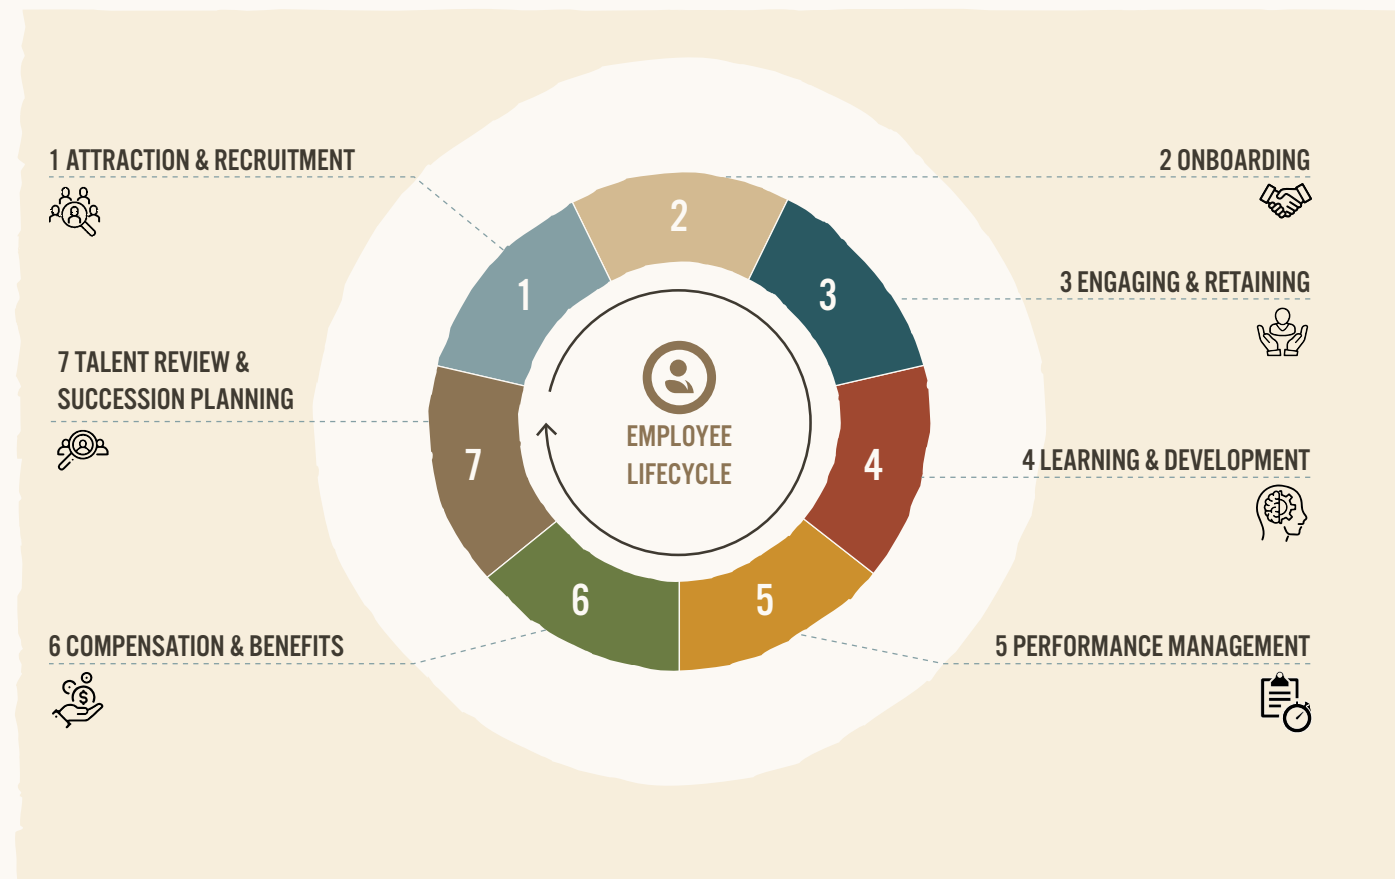 1 ATTRACTION & RECRUITMENT
2 ONBOARDING
3 ENGAGING & RETAINING
7 TALENT REVIEW &
SUCCESSION PLANNING
4 LEARNING & DEVELOPMENT
6 COMPENSATION & BENEFITS
5 PERFORMANCE MANAGEMENT
2
1
3
7
4
6
5
EMPLOYEE
LIFECYCLE
$